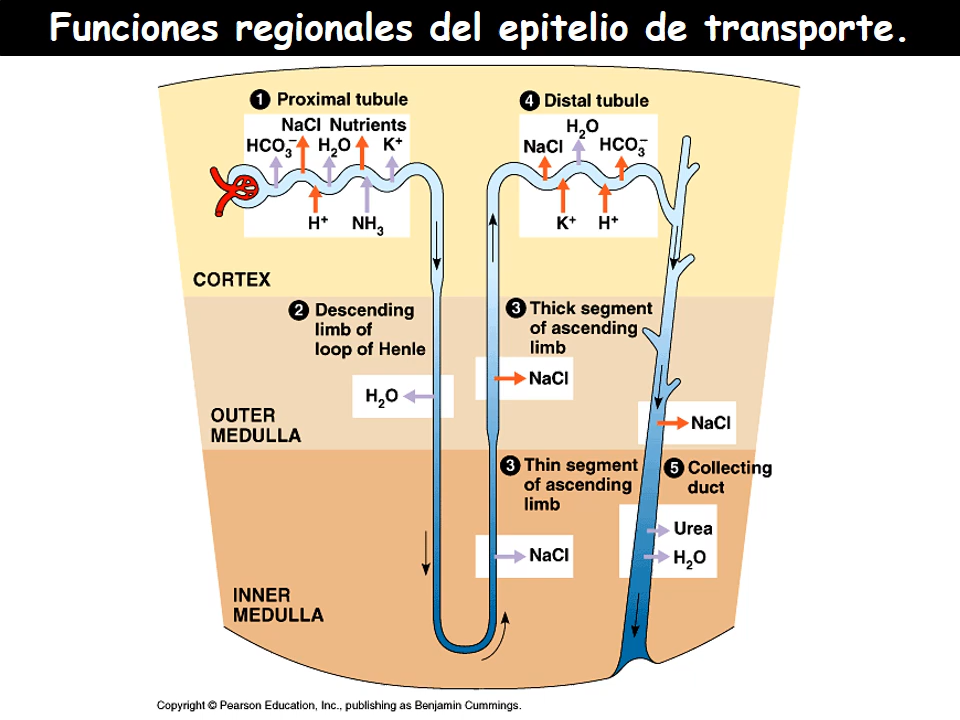 Funciones regionales del epitelio de transporte.
1 Proximal tubule
NaCl Nutrients
HCO₃⁻ H₂O K⁺
H⁺ NH₃
4 Distal tubule
H₂O
NaCl HCO₃⁻
K⁺ H⁺
CORTEX
2 Descending
limb of
loop of Henle
3 Thick segment
of ascending
limb
H₂O
NaCl
OUTER
MEDULLA
NaCl
3 Thin segment
of ascending
limb
5 Collecting
duct
NaCl
Urea
H₂O
INNER
MEDULLA
Copyright © Pearson Education, Inc., publishing as Benjamin Cummings.